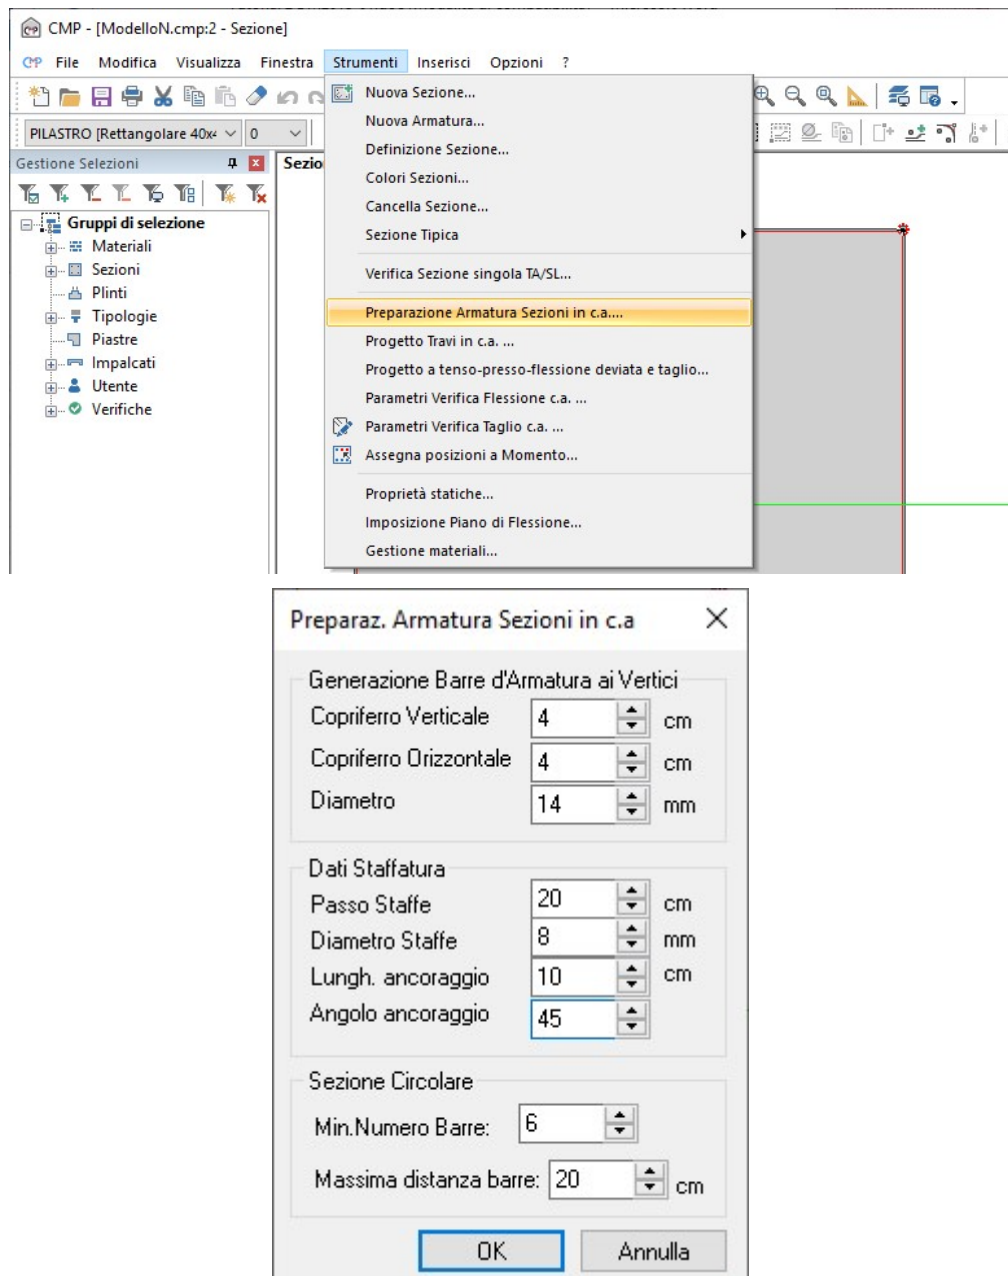 CMP - [ModelloN.cmp:2 - Sezione]
CMP File Modifica Visualizza Finestra Strumenti Inserisci Opzioni ?
PILASTRO [Rettangolare 40x4 0
Gestione Selezioni
Sezio
Gruppi di selezione
Materiali
Sezioni
Plinti
Tipologie
Piastre
Impalcati
Utente
Verifiche
Nuova Sezione...
Nuova Armatura...
Definizione Sezione...
Colori Sezioni...
Cancella Sezione...
Sezione Tipica
Verifica Sezione singola TA/SL...
Preparazione Armatura Sezioni in c.a....
Progetto Travi in c.a. ...
Progetto a tenso-presso-flessione deviata e taglio...
Parametri Verifica Flessione c.a. ...
Parametri Verifica Taglio c.a. ...
Assegna posizioni a Momento...
Proprietà statiche...
Imposizione Piano di Flessione...
Gestione materiali...
Preparaz. Armatura Sezioni in c.a
Generazione Barre d'Armatura ai Vertici
Copriferro Verticale 4 cm
Copriferro Orizzontale 4 cm
Diametro 14 mm
Dati Staffatura
Passo Staffe 20 cm
Diametro Staffe 8 mm
Lungh. ancoraggio 10 cm
Angolo ancoraggio 45
Sezione Circolare
Min.Numero Barre: 6
Massima distanza barre: 20 cm
OK Annulla